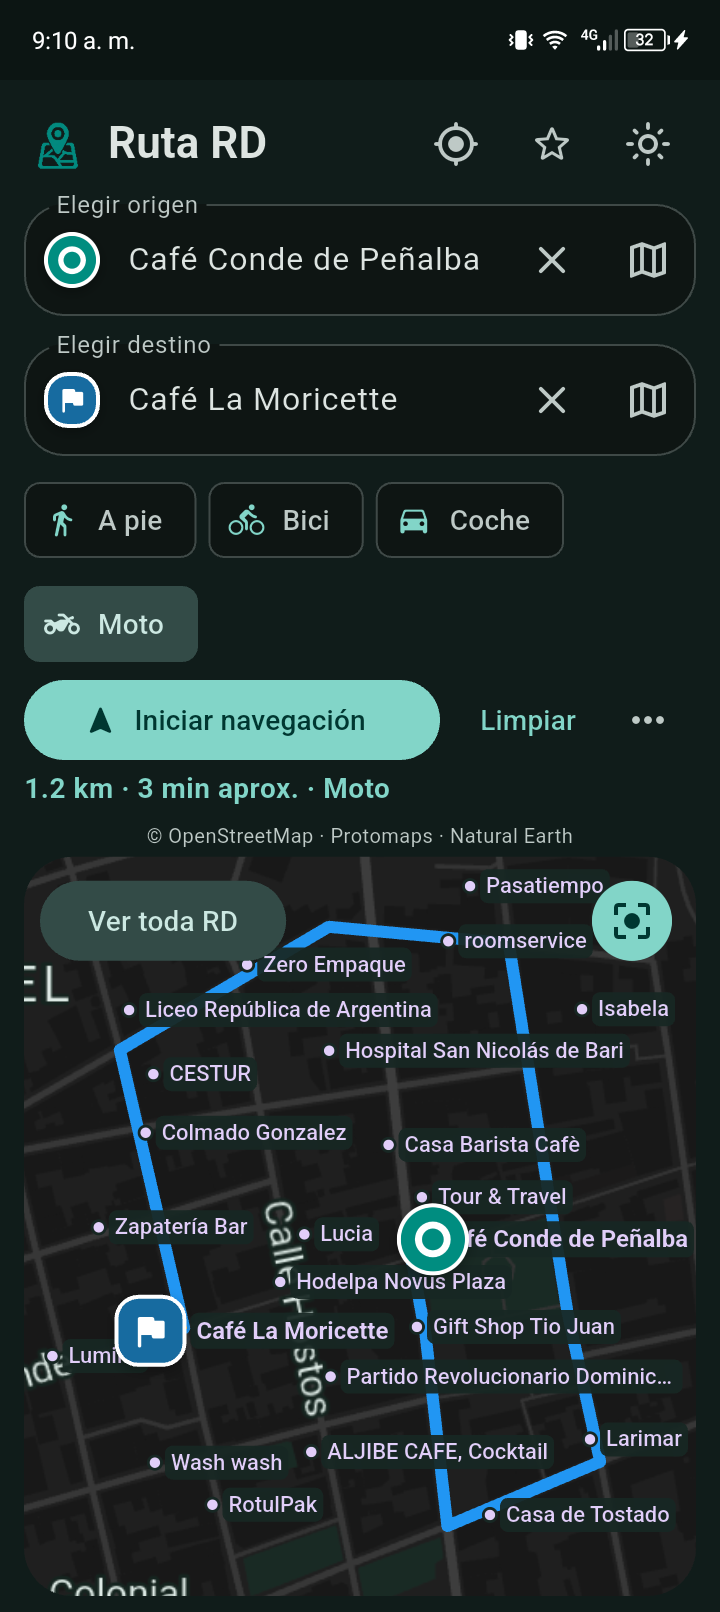 9:10 a. m.
4G
32
Ruta RD
Elegir origen
Café Conde de Peñalba
Elegir destino
Café La Moricette
A pie
Bici
Coche
Moto
Iniciar navegación
Limpiar
1.2 km · 3 min aprox. · Moto
© OpenStreetMap · Protomaps · Natural Earth
Pasatiempo
Ver toda RD
roomservice
Zero Empaque
EL
Liceo República de Argentina
Isabela
Hospital San Nicolás de Bari
CESTUR
Colmado Gonzalez
Casa Barista Cafè
Tour & Travel
Zapatería Bar
Lucia
fé Conde de Peñalba
Hodelpa Novus Plaza
Café La Moricette
Gift Shop Tio Juan
Partido Revolucionario Dominic...
Larimar
ALJIBE CAFE, Cocktail
Wash wash
RotulPak
Casa de Tostado
Colonial